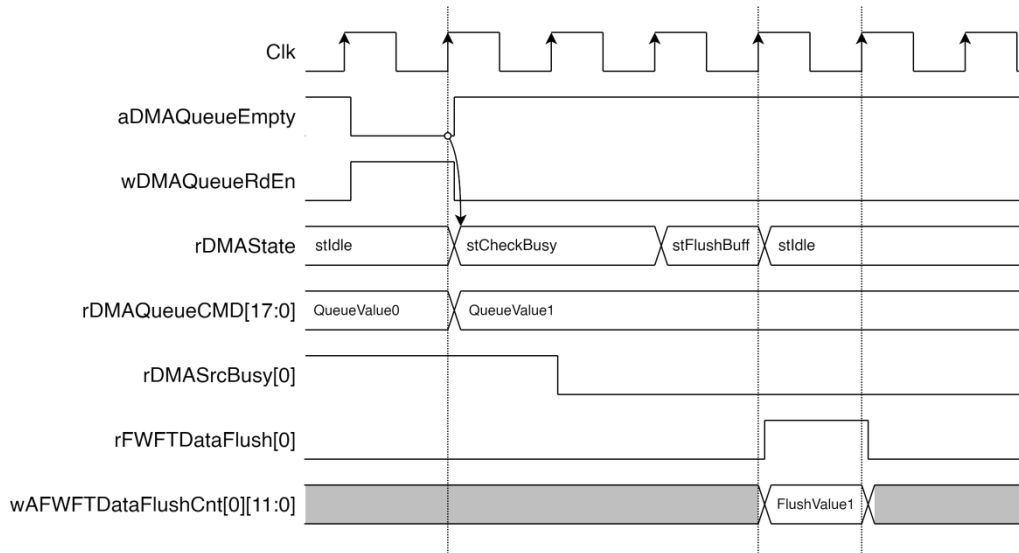 Clk
aDMAQueueEmpty
wDMAQueueRdEn
rDMAState stIdle stCheckBusy stFlushBuff stIdle
rDMAQueueCMD[17:0] QueueValue0 QueueValue1
rDMASrcBusy[0]
rFWFTDataFlush[0]
wAFWFTDataFlushCnt[0][11:0] FlushValue1